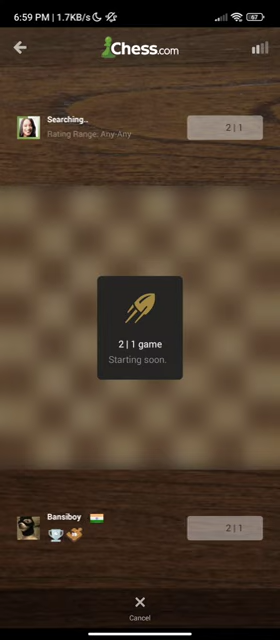 6:59 PM | 1.7KB/s
67
Chess.com
Searching..
Rating Range: Any-Any
2 | 1
2 | 1 game
Starting soon.
Bansiboy
2 | 1
Cancel